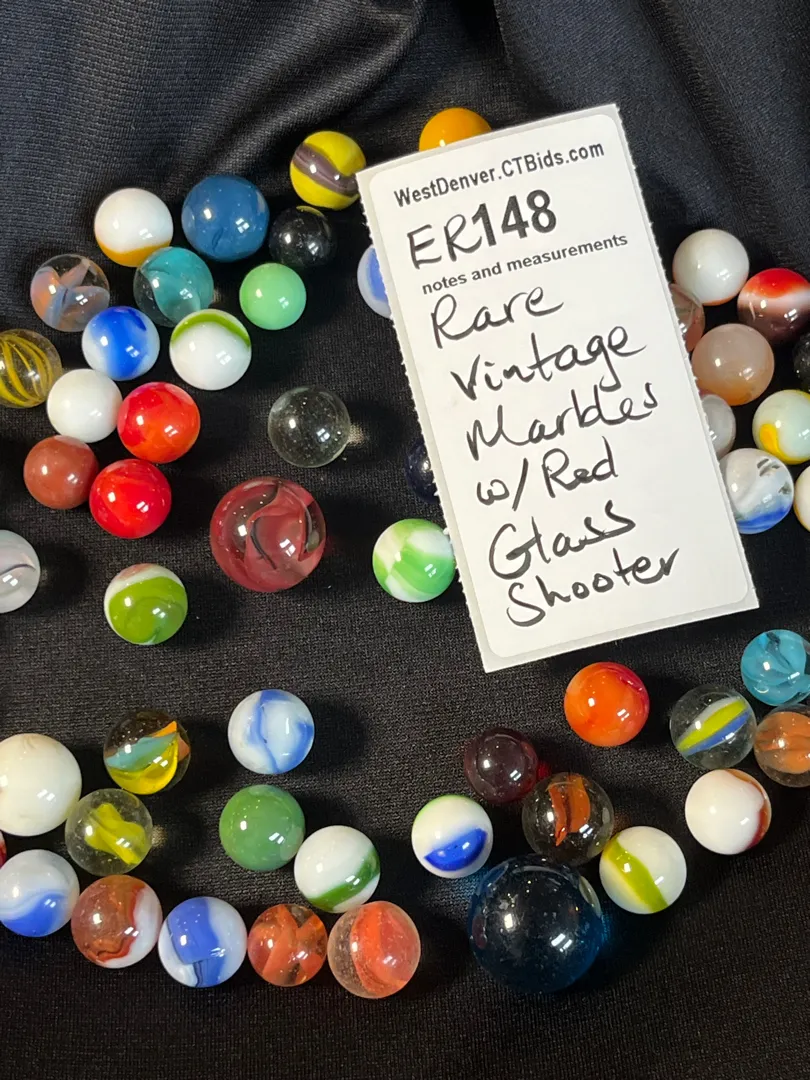 WestDenver.CTBids.com
ER148
notes and measurements
Rare
Vintage
Marbles
w/Red
Glass
Shooter